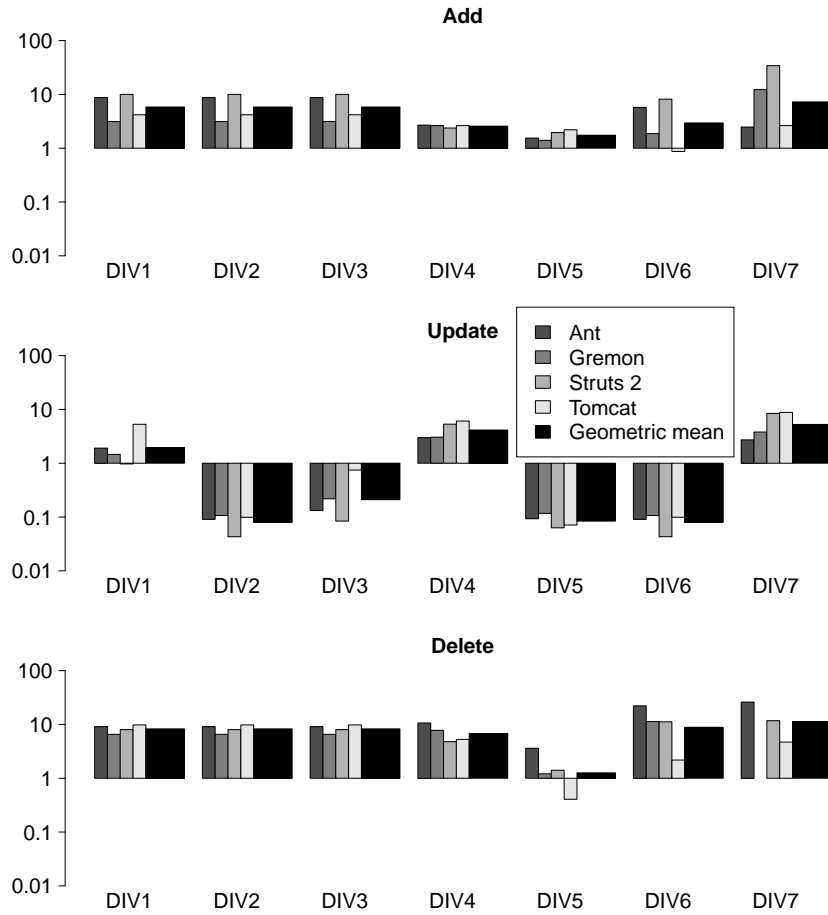 Add
100
10
1
0.1
0.01
DIV1 DIV2 DIV3 DIV4 DIV5 DIV6 DIV7
Update
Ant
Gremon
Struts 2
Tomcat
Geometric mean
100
10
1
0.1
0.01
DIV1 DIV2 DIV3 DIV4 DIV5 DIV6 DIV7
Delete
100
10
1
0.1
0.01
DIV1 DIV2 DIV3 DIV4 DIV5 DIV6 DIV7